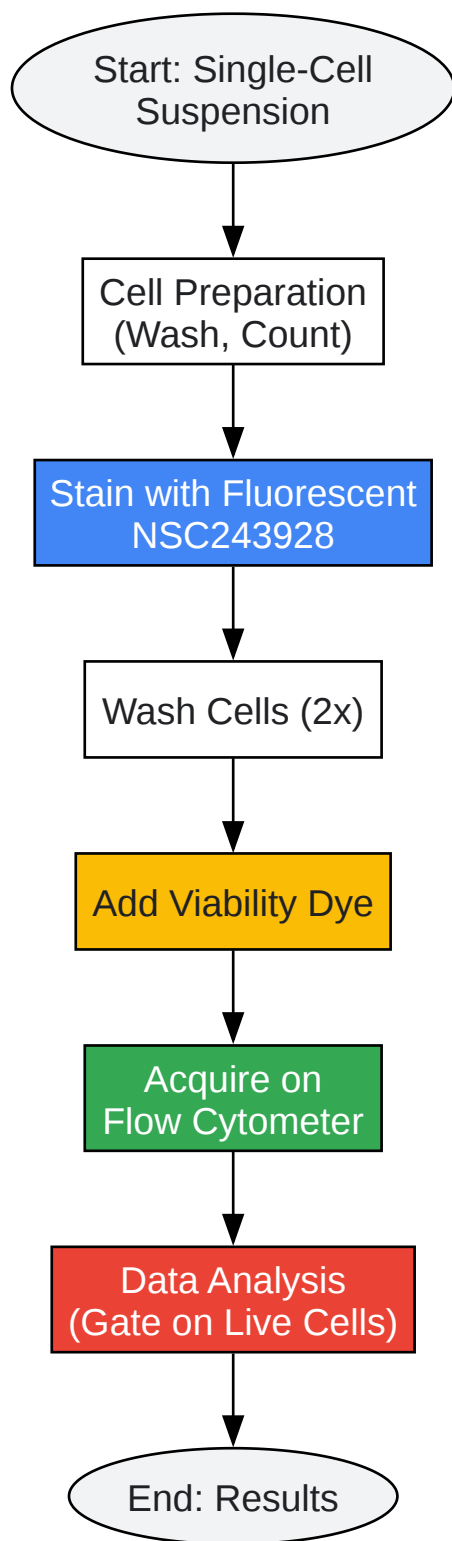 Start: Single-Cell
Suspension
Cell Preparation
(Wash, Count)
Stain with Fluorescent
NSC243928
Wash Cells (2x)
Add Viability Dye
Acquire on
Flow Cytometer
Data Analysis
(Gate on Live Cells)
End: Results